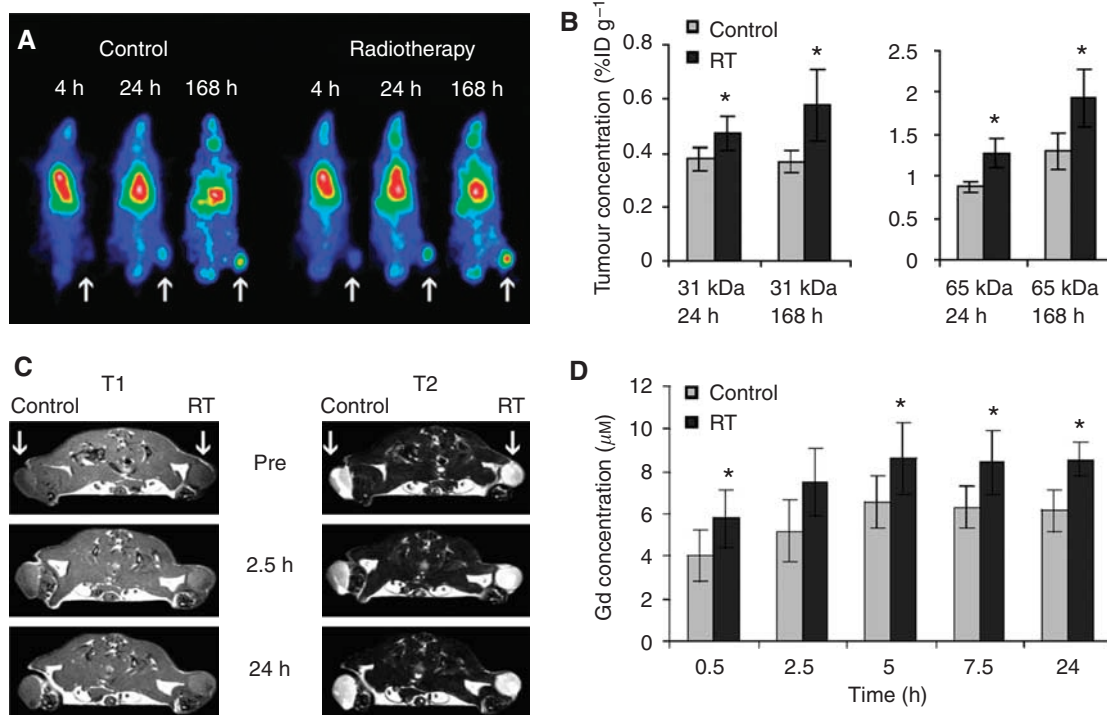 A
Control Radiotherapy
4 h 24 h 168 h 4 h 24 h 168 h
B
Tumour concentration (%ID g⁻¹)
Control
RT
0.8
0.6
0.4
0.2
0
* *
31 kDa 31 kDa
24 h 168 h
2.5
2
1.5
1
0.5
0
* *
65 kDa 65 kDa
24 h 168 h
C
T1 T2
Control RT Control RT
Pre
2.5 h
24 h
D
Gd concentration (μM)
Control
RT
12
10
8
6
4
2
0
* * * *
0.5 2.5 5 7.5 24
Time (h)